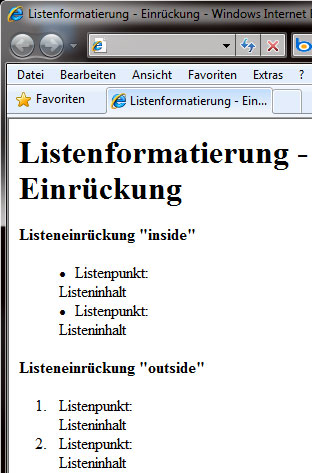 Listenformatierung - Einrückung - Windows Internet
Datei Bearbeiten Ansicht Favoriten Extras ?
Favoriten Listenformatierung - Ein...
Listenformatierung -
Einrückung
Listeneinrückung "inside"
• Listenpunkt:
Listeninhalt
• Listenpunkt:
Listeninhalt
Listeneinrückung "outside"
1. Listenpunkt:
Listeninhalt
2. Listenpunkt:
Listeninhalt